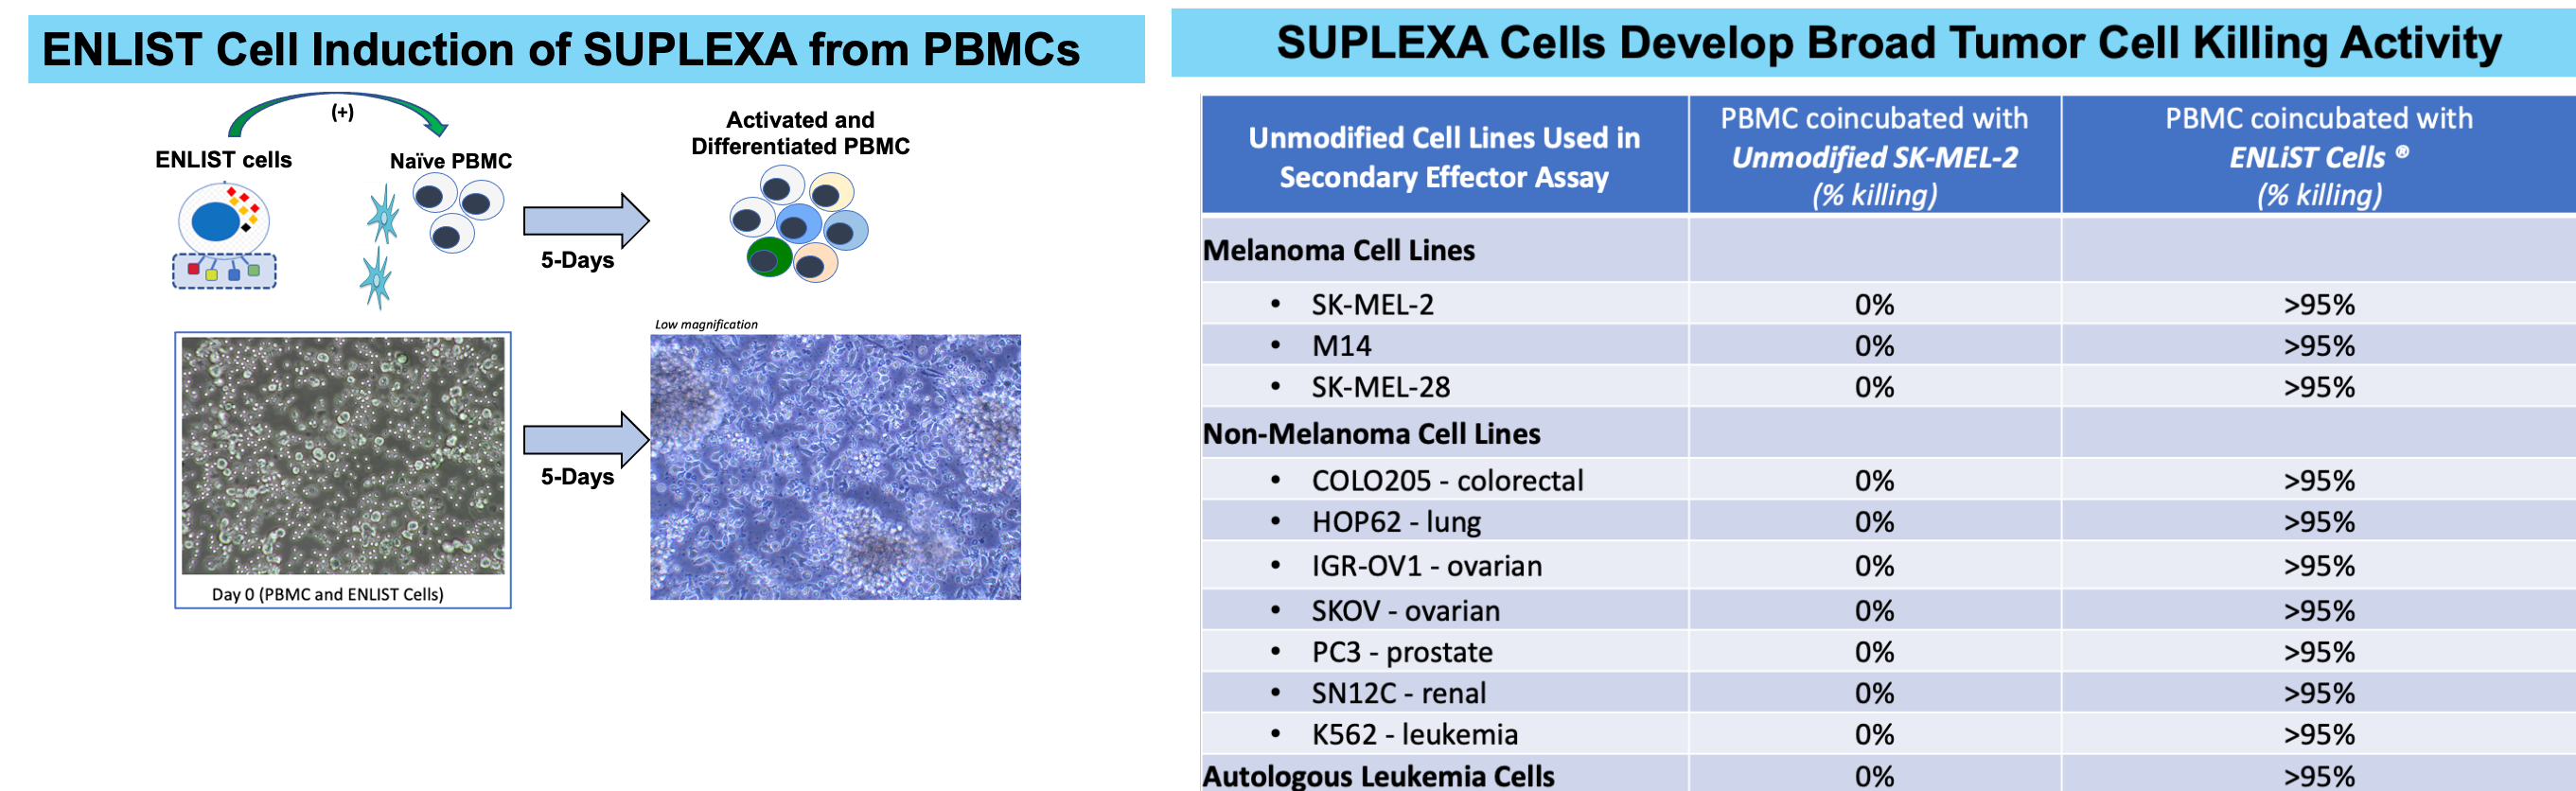 ENLIST Cell Induction of SUPLEXA from PBMCs
(+)
ENLIST cells
Naïve PBMC
Activated and
Differentiated PBMC
5-Days
Low magnification
5-Days
Day 0 (PBMC and ENLIST Cells)
SUPLEXA Cells Develop Broad Tumor Cell Killing Activity
Unmodified Cell Lines Used in
Secondary Effector Assay
PBMC coincubated with
Unmodified SK-MEL-2
(% killing)
PBMC coincubated with
ENLiST Cells ®
(% killing)
Melanoma Cell Lines
• SK-MEL-2 0% >95%
• M14 0% >95%
• SK-MEL-28 0% >95%
Non-Melanoma Cell Lines
• COLO205 - colorectal 0% >95%
• HOP62 - lung 0% >95%
• IGR-OV1 - ovarian 0% >95%
• SKOV - ovarian 0% >95%
• PC3 - prostate 0% >95%
• SN12C - renal 0% >95%
• K562 - leukemia 0% >95%
Autologous Leukemia Cells 0% >95%